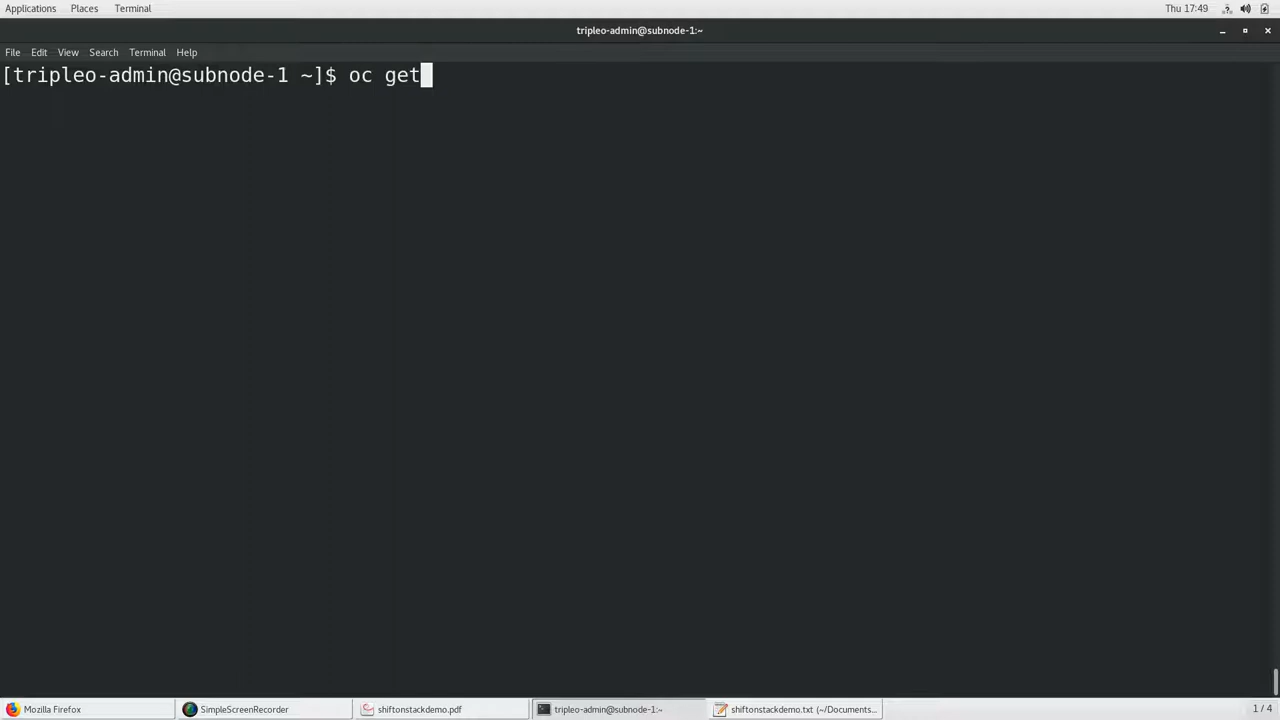 Applications Places Terminal Thu 17:49
tripleo-admin@subnode-1:~
File Edit View Search Terminal Help
[tripleo-admin@subnode-1 ~]$ oc get
Mozilla Firefox SimpleScreenRecorder shiftonstackdemo.pdf tripleo-admin@subnode-1:~ shiftonstackdemo.txt (~/Documents... 1 / 4